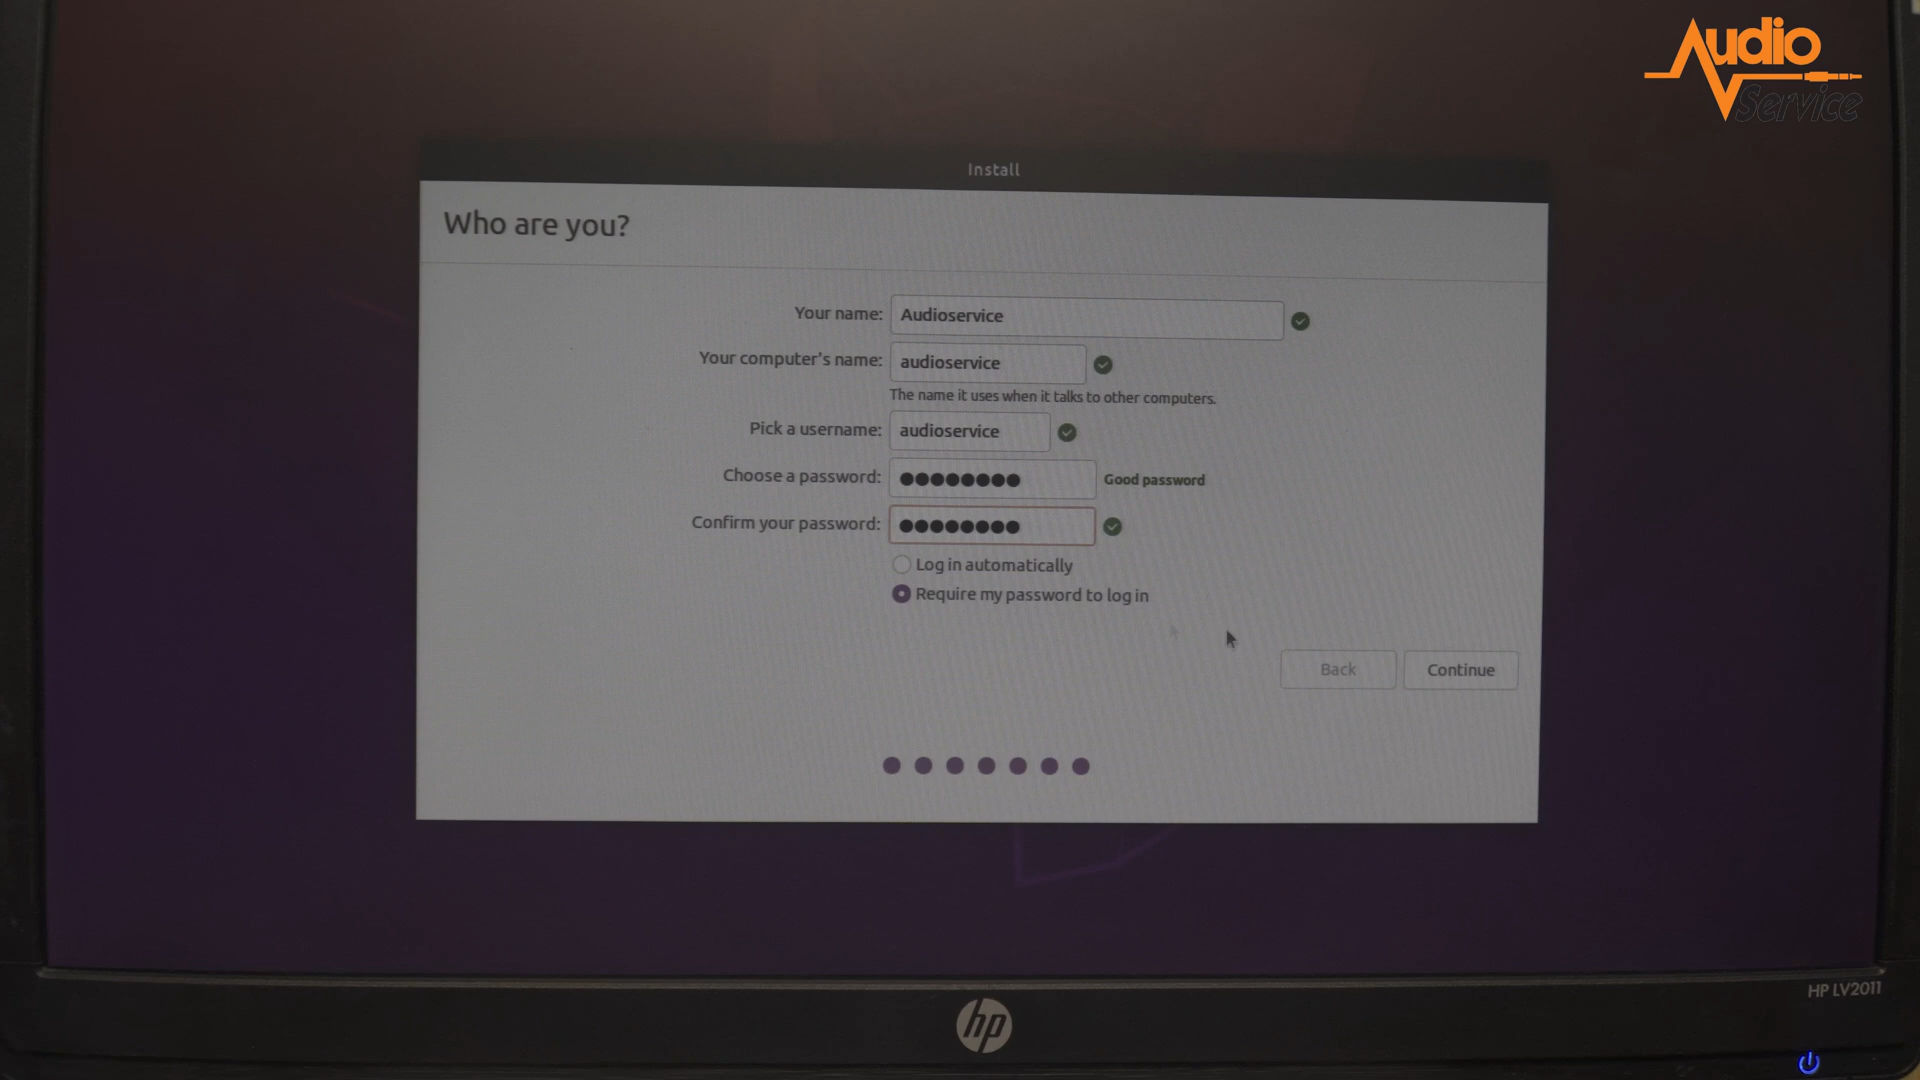 Audio
Service
Install
Who are you?
Your name: Audioservice
Your computer's name: audioservice
The name it uses when it talks to other computers.
Pick a username: audioservice
Choose a password: ●●●●●●●● Good password
Confirm your password: ●●●●●●●●
Log in automatically
Require my password to log in
Back Continue
HP LV2011
hp